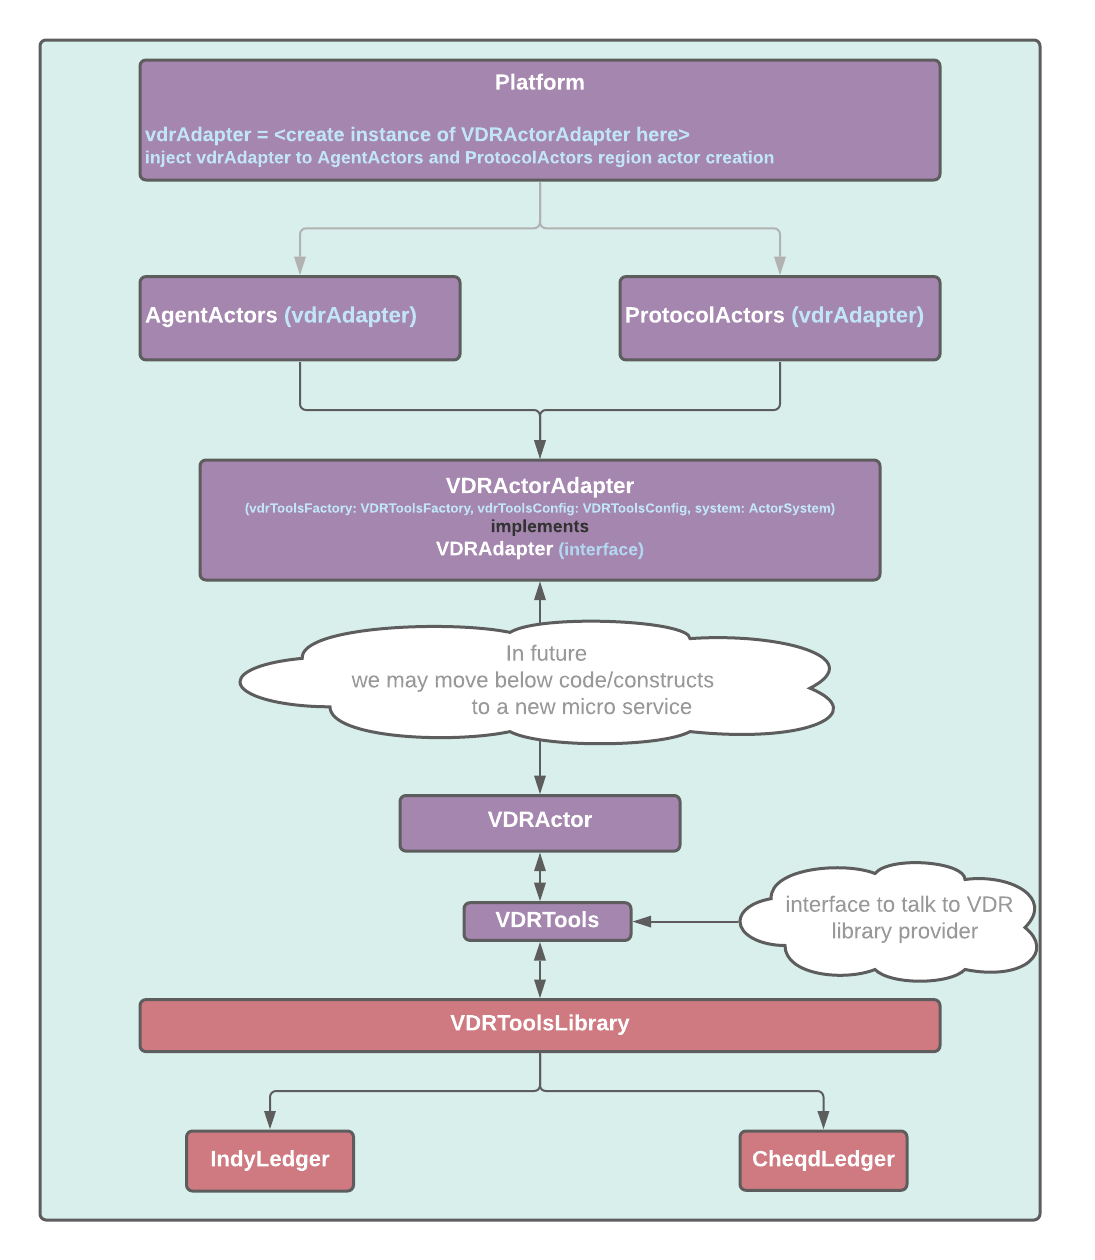 Platform
vdrAdapter = <create instance of VDRActorAdapter here>
inject vdrAdapter to AgentActors and ProtocolActors region actor creation
AgentActors (vdrAdapter)
ProtocolActors (vdrAdapter)
VDRActorAdapter
(vdrToolsFactory: VDRToolsFactory, vdrToolsConfig: VDRToolsConfig, system: ActorSystem)
implements
VDRAdapter (interface)
In future
we may move below code/constructs
to a new micro service
VDRActor
VDRTools
interface to talk to VDR
library provider
VDRToolsLibrary
IndyLedger
CheqdLedger